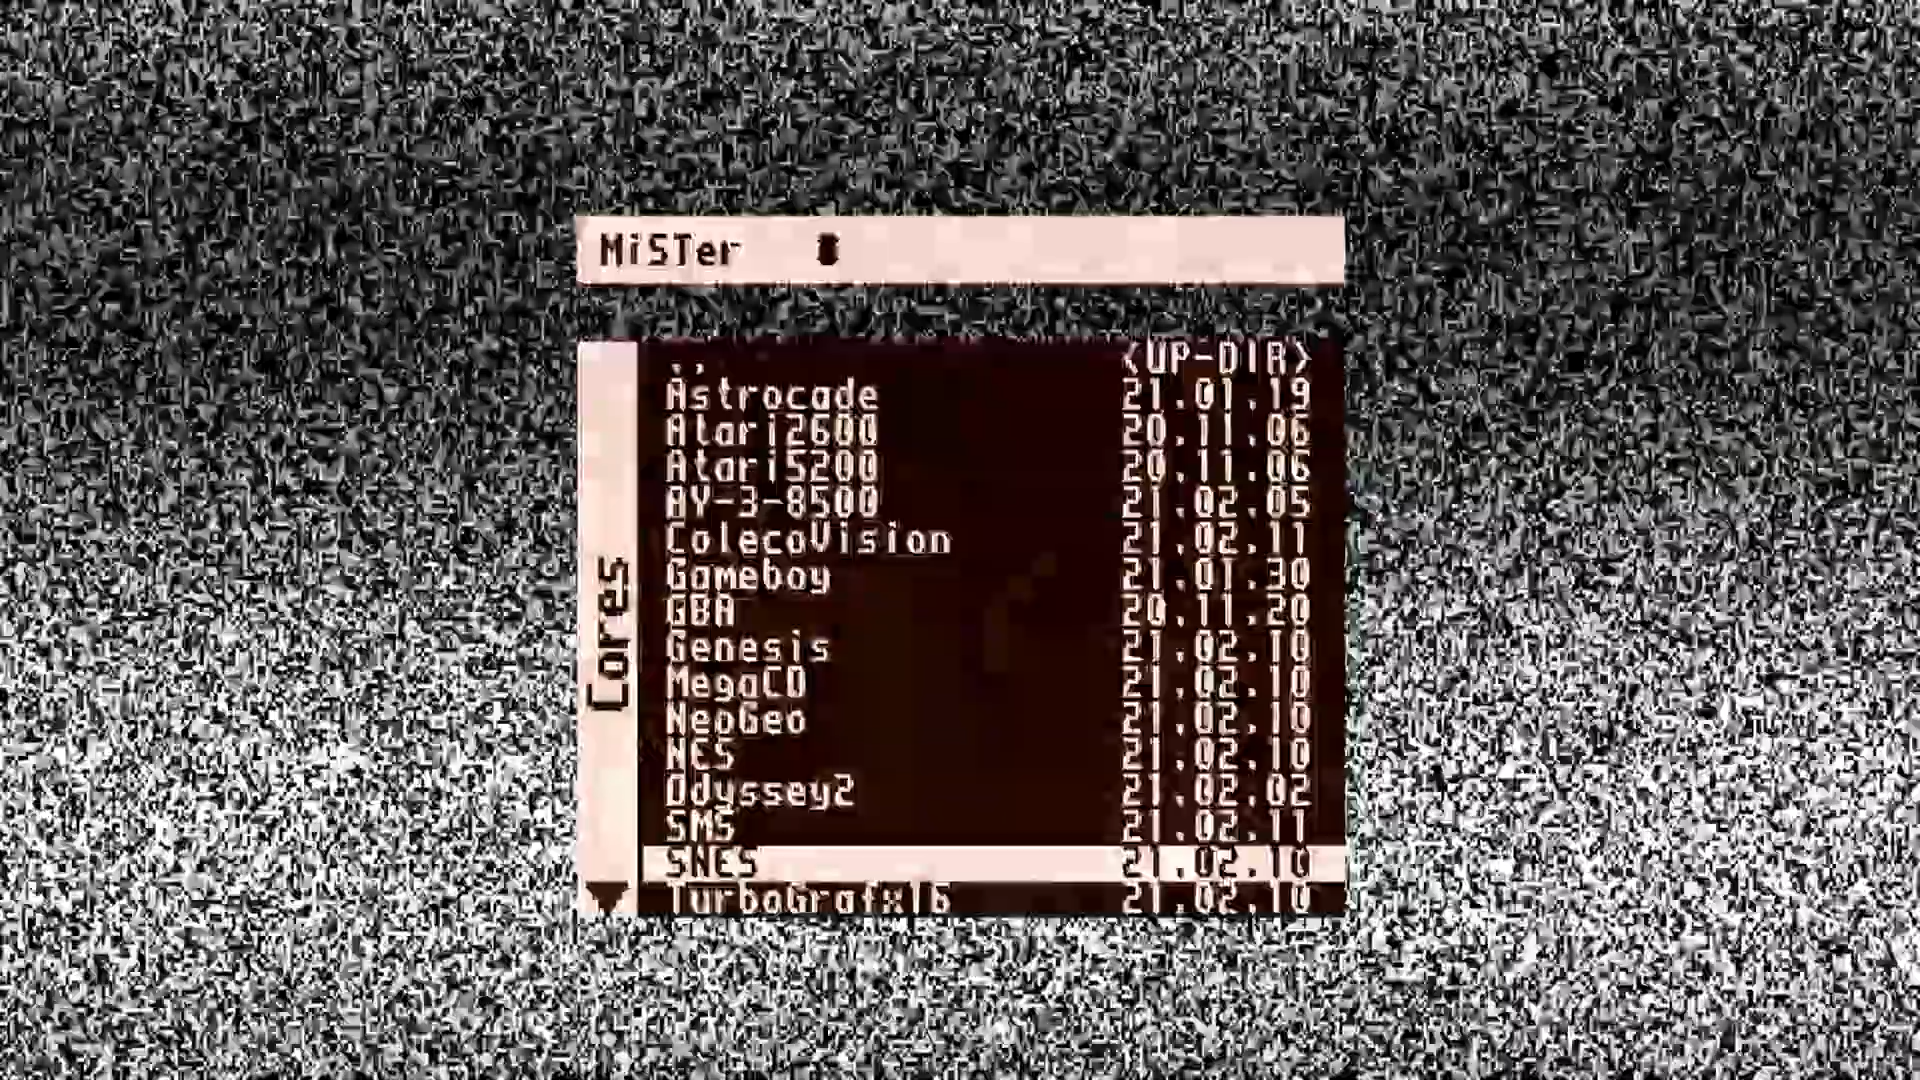 MiSTer
Cores
.. <UP-DIR>
Astrocade 21.01.19
Atari2600 20.11.06
Atari5200 20.11.06
AY-3-8500 21.02.05
ColecoVision 21.02.11
Gameboy 21.01.30
GBA 20.11.20
Genesis 21.02.10
MegaCD 21.02.10
NeoGeo 21.02.10
NES 21.02.10
Odyssey2 21.02.02
SMS 21.02.11
SNES 21.02.10
TurboGrafx16 21.02.10